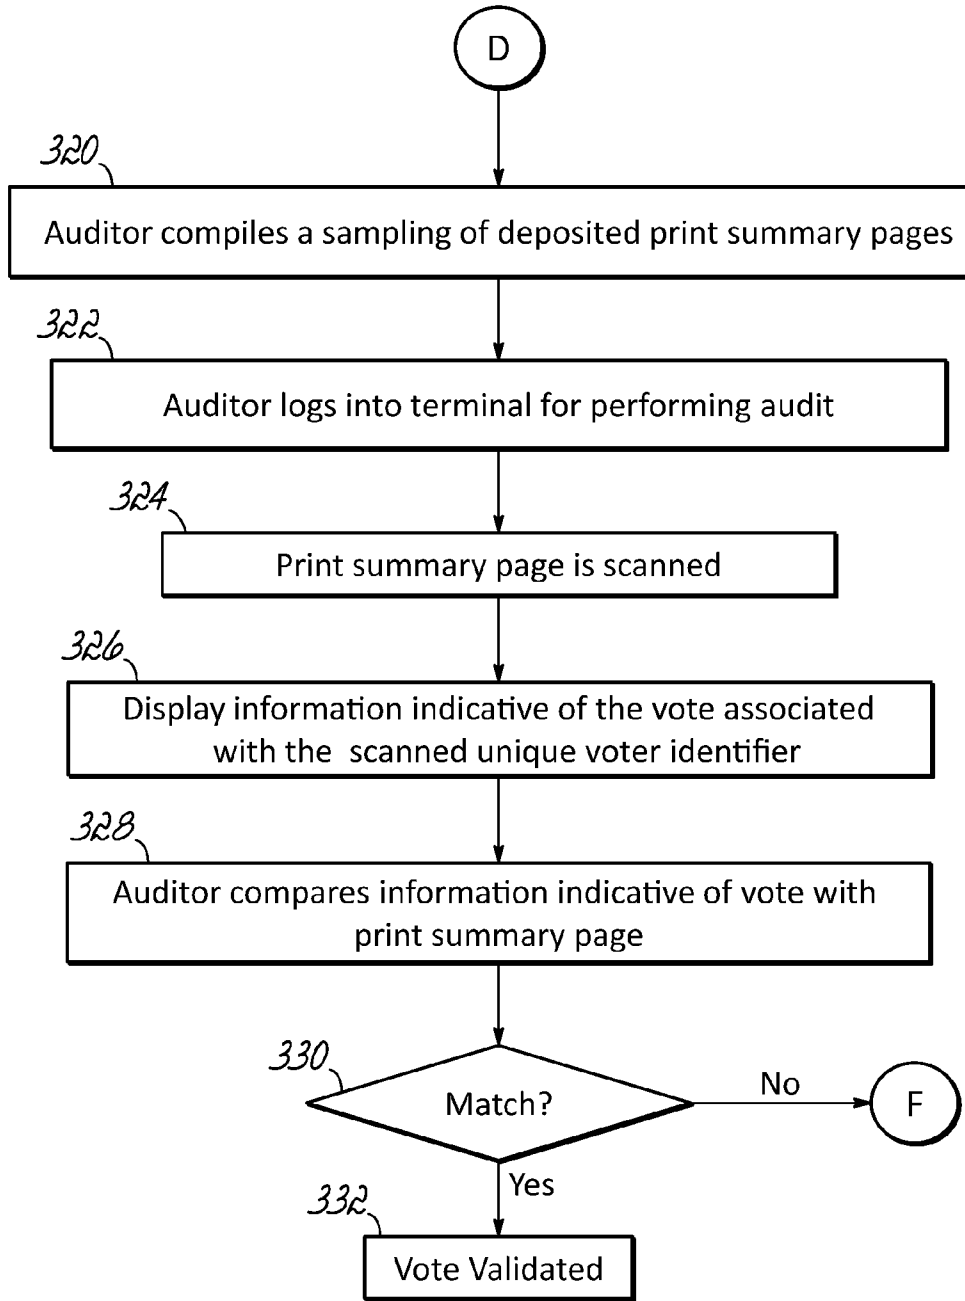 D
320
Auditor compiles a sampling of deposited print summary pages
322
Auditor logs into terminal for performing audit
324
Print summary page is scanned
326
Display information indicative of the vote associated
with the scanned unique voter identifier
328
Auditor compares information indicative of vote with
print summary page
330
Match?
No
F
Yes
332
Vote Validated